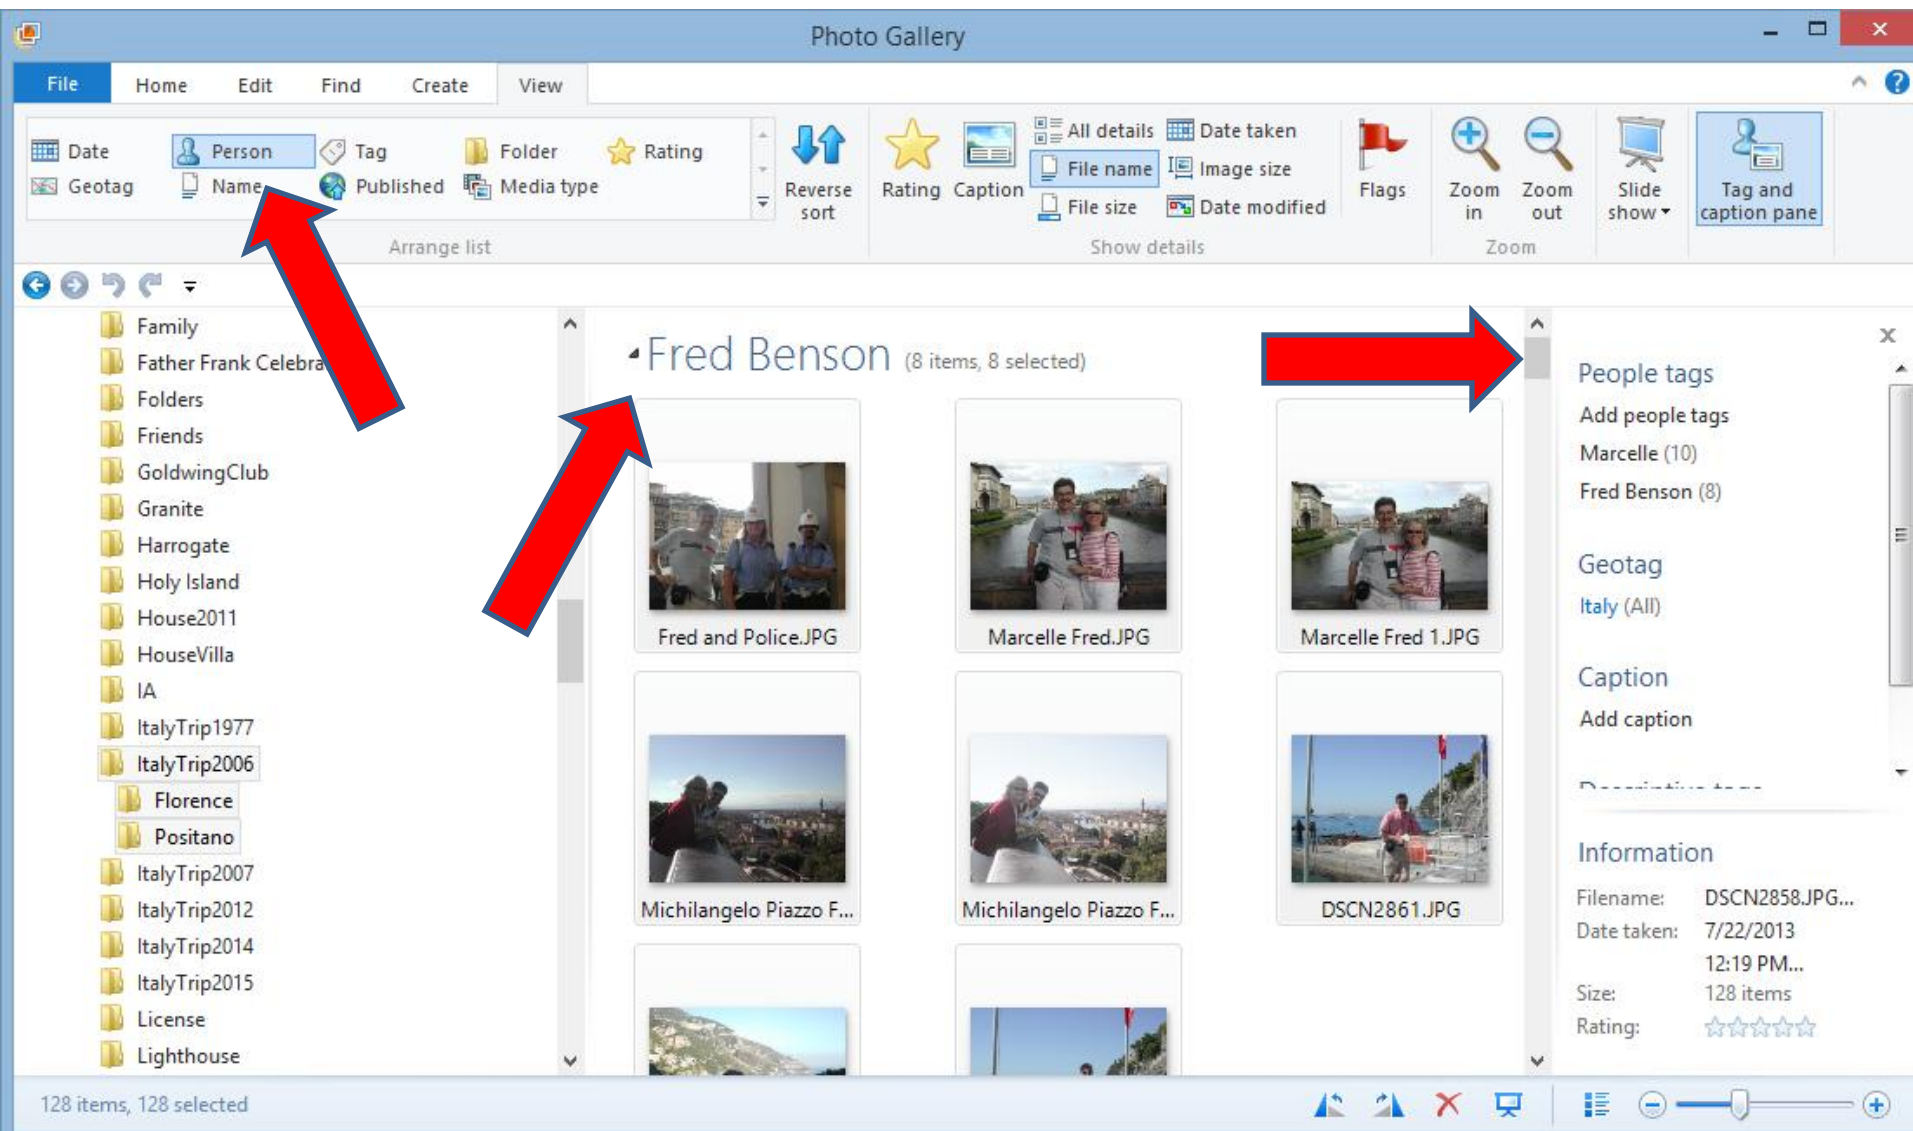 Photo Gallery
File Home Edit Find Create View
Date Person Tag Folder Rating
Geotag Name Published Media type
Reverse sort
Arrange list
Rating Caption
All details Date taken
File name Image size
File size Date modified
Show details
Flags
Zoom in Zoom out
Zoom
Slide show
Tag and caption pane
Family
Father Frank Celebra
Folders
Friends
GoldwingClub
Granite
Harrogate
Holy Island
House2011
HouseVilla
IA
ItalyTrip1977
ItalyTrip2006
Florence
Positano
ItalyTrip2007
ItalyTrip2012
ItalyTrip2014
ItalyTrip2015
License
Lighthouse
Fred Benson (8 items, 8 selected)
Fred and Police.JPG
Marcelle Fred.JPG
Marcelle Fred 1.JPG
Michilangelo Piazzo F...
Michilangelo Piazzo F...
DSCN2861.JPG
People tags
Add people tags
Marcelle (10)
Fred Benson (8)
Geotag
Italy (All)
Caption
Add caption
Descriptive tags
Information
Filename: DSCN2858.JPG...
Date taken: 7/22/2013
12:19 PM...
Size: 128 items
Rating:
128 items, 128 selected